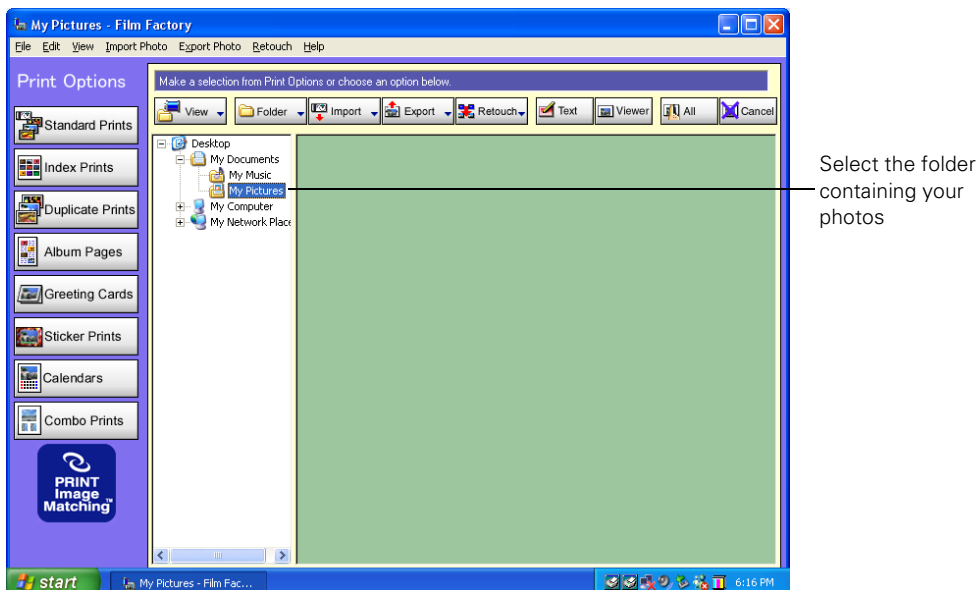 My Pictures - Film Factory
File Edit View Import Photo Export Photo Retouch Help
Print Options
Make a selection from Print Options or choose an option below.
View Folder Import Export Retouch Text Viewer All Cancel
Standard Prints
Index Prints
Duplicate Prints
Album Pages
Greeting Cards
Sticker Prints
Calendars
Combo Prints
PRINT
Image
Matching™
Desktop
My Documents
My Music
My Pictures
My Computer
My Network Place
Select the folder
containing your
photos
start My Pictures - Film Fac... 6:16 PM